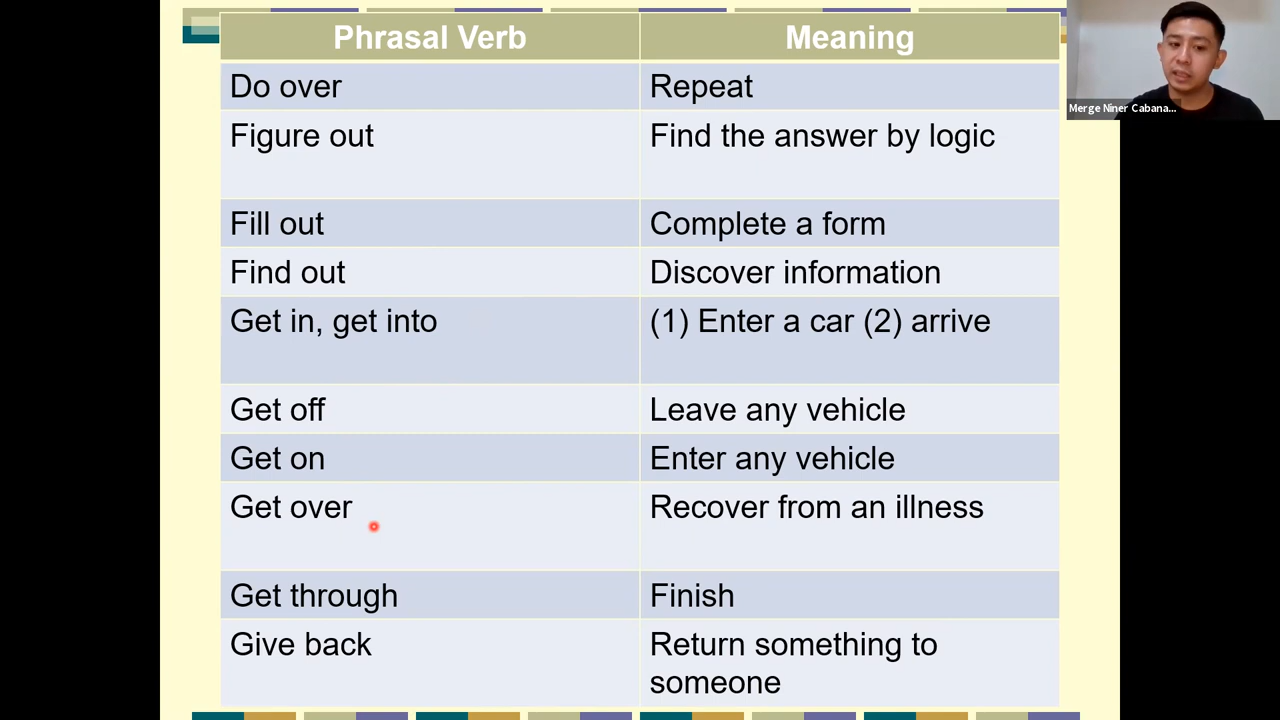 Phrasal Verb Meaning
Do over Repeat
Figure out Find the answer by logic
Fill out Complete a form
Find out Discover information
Get in, get into (1) Enter a car (2) arrive
Get off Leave any vehicle
Get on Enter any vehicle
Get over Recover from an illness
Get through Finish
Give back Return something to
someone
Merge Niner Cabana...